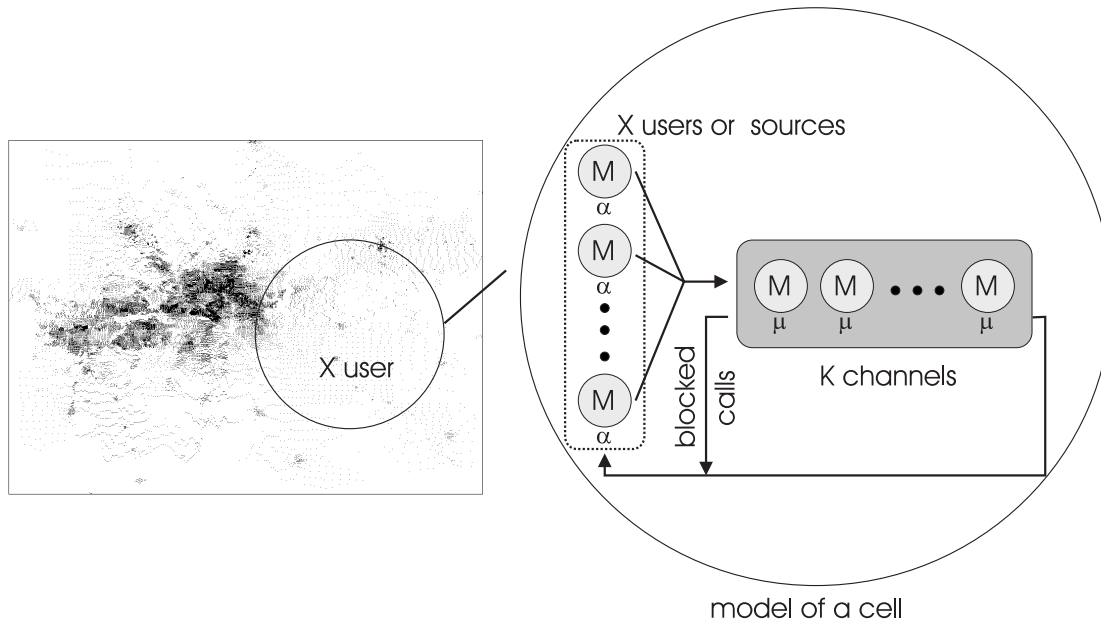 X user
X users or sources
M
α
M
α
M
α
M
μ
M
μ
M
μ
K channels
blocked
calls
model of a cell